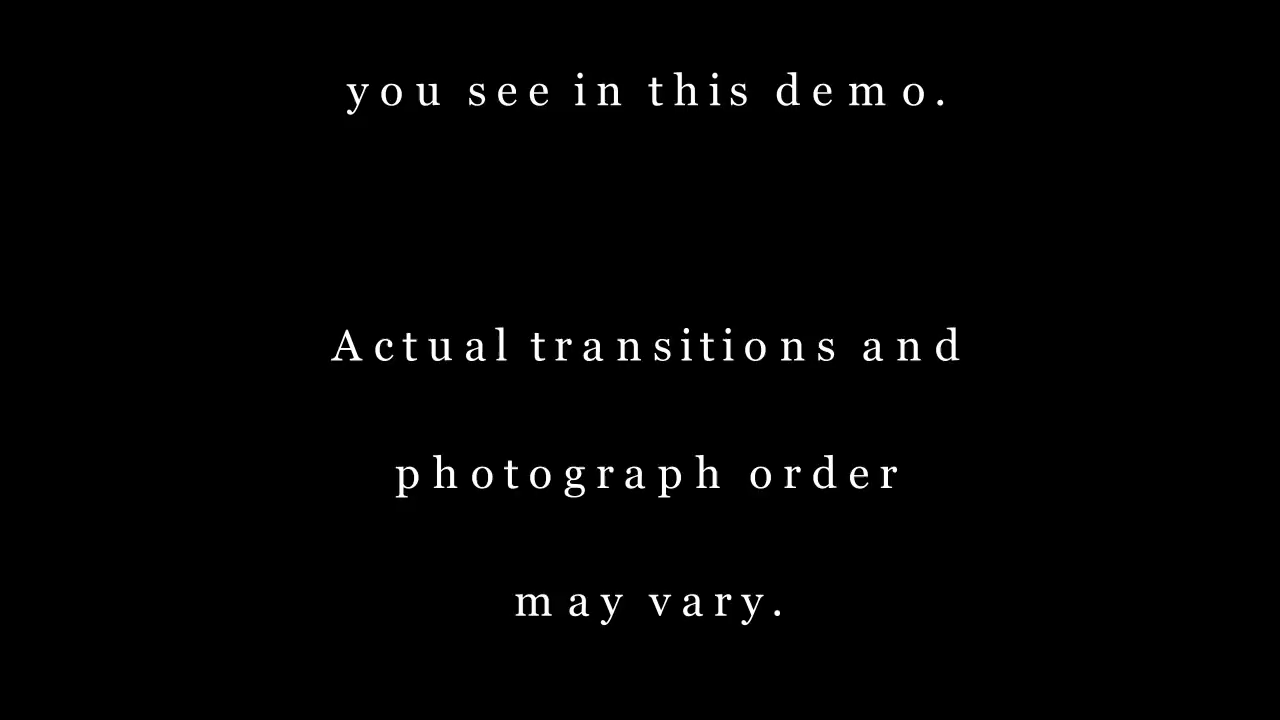 you see in this demo.
Actual transitions and
photograph order
may vary.